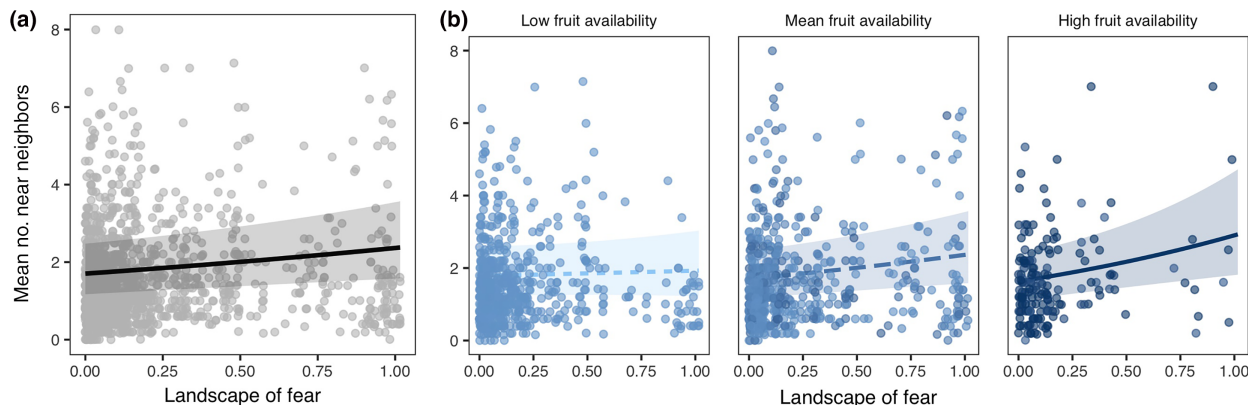 (a)
(b)
Low fruit availability
Mean fruit availability
High fruit availability
Mean no. near neighbors
8
6
4
2
0
0.00 0.25 0.50 0.75 1.00
Landscape of fear
8
6
4
2
0
0.00 0.25 0.50 0.75 1.00
0.00 0.25 0.50 0.75 1.00
0.00 0.25 0.50 0.75 1.00
Landscape of fear